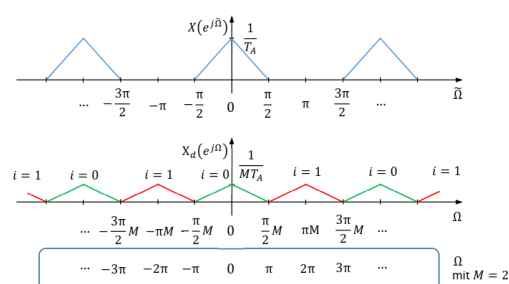 X(e^{jΩ̃}) 1/T_A
... −3π/2 −π −π/2 0 π/2 π 3π/2 ... Ω̃
X_d(e^{jΩ}) 1/MT_A
i = 1 i = 0 i = 1 i = 0 i = 1 i = 0 i = 1
Ω
... −3π/2 M −πM −π/2 M 0 π/2 M πM 3π/2 M ...
... −3π −2π −π 0 π 2π 3π ... Ω
mit M = 2